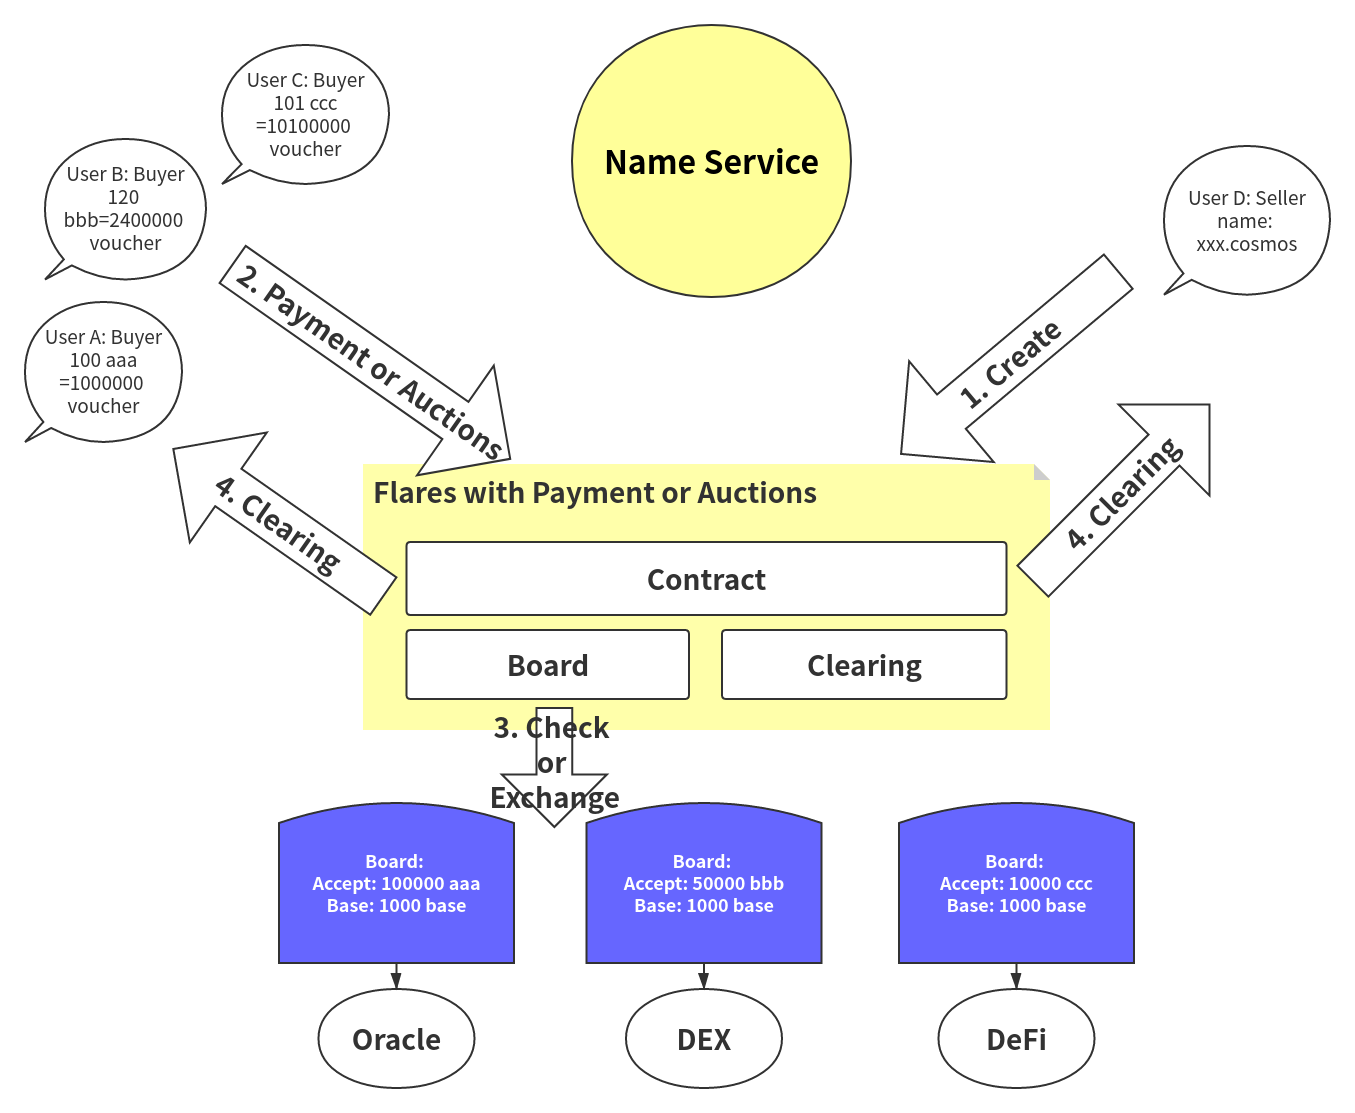 User C: Buyer
101 ccc
=10100000
voucher
Name Service
User B: Buyer
120
bbb=2400000
voucher
User D: Seller
name:
xxx.cosmos
User A: Buyer
100 aaa
=1000000
voucher
2. Payment or Auctions
1. Create
4. Clearing
4. Clearing
Flares with Payment or Auctions
Contract
Board
Clearing
3. Check
or
Exchange
Board:
Accept: 100000 aaa
Base: 1000 base
Board:
Accept: 50000 bbb
Base: 1000 base
Board:
Accept: 10000 ccc
Base: 1000 base
Oracle
DEX
DeFi